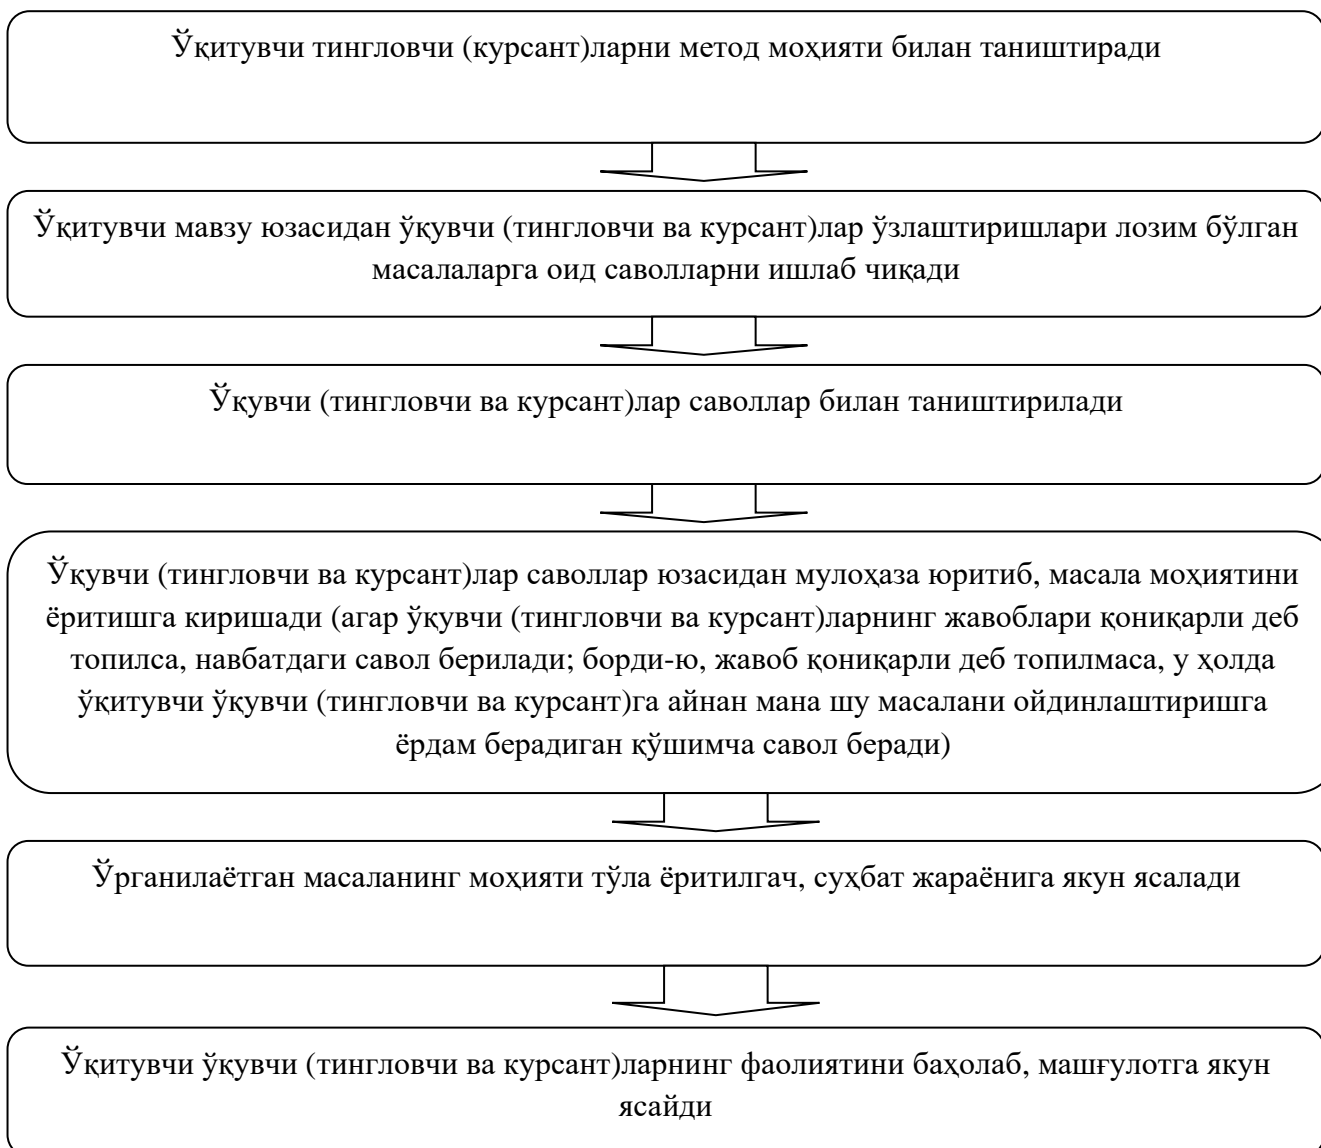 Ўқитувчи тингловчи (курсант)ларни метод моҳияти билан таништиради
Ўқитувчи мавзу юзасидан ўқувчи (тингловчи ва курсант)лар ўзлаштиришлари лозим бўлган
масалаларга оид саволларни ишлаб чиқади
Ўқувчи (тингловчи ва курсант)лар саволлар билан таништирилади
Ўқувчи (тингловчи ва курсант)лар саволлар юзасидан мулоҳаза юритиб, масала моҳиятини
ёритишга киришади (агар ўқувчи (тингловчи ва курсант)ларнинг жавоблари қониқарли деб
топилса, навбатдаги савол берилади; борди-ю, жавоб қониқарли деб топилмаса, у ҳолда
ўқитувчи ўқувчи (тингловчи ва курсант)га айнан мана шу масалани ойдинлаштиришга
ёрдам берадиган қўшимча савол беради)
Ўрганилаётган масаланинг моҳияти тўла ёритилгач, суҳбат жараёнига якун ясалади
Ўқитувчи ўқувчи (тингловчи ва курсант)ларнинг фаолиятини баҳолаб, машғулотга якун
ясайди